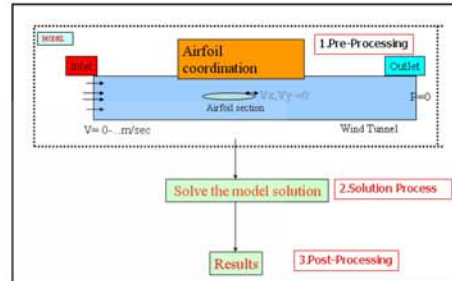 MODEL
Airfoil
coordination
1.Pre-Processing
Inlet
Outlet
Vx, Vy =0
P=0
Airfoil section
V= 0-...m/sec
Wind Tunnel
Solve the model solution
2.Solution Process
Results
3.Post-Processing